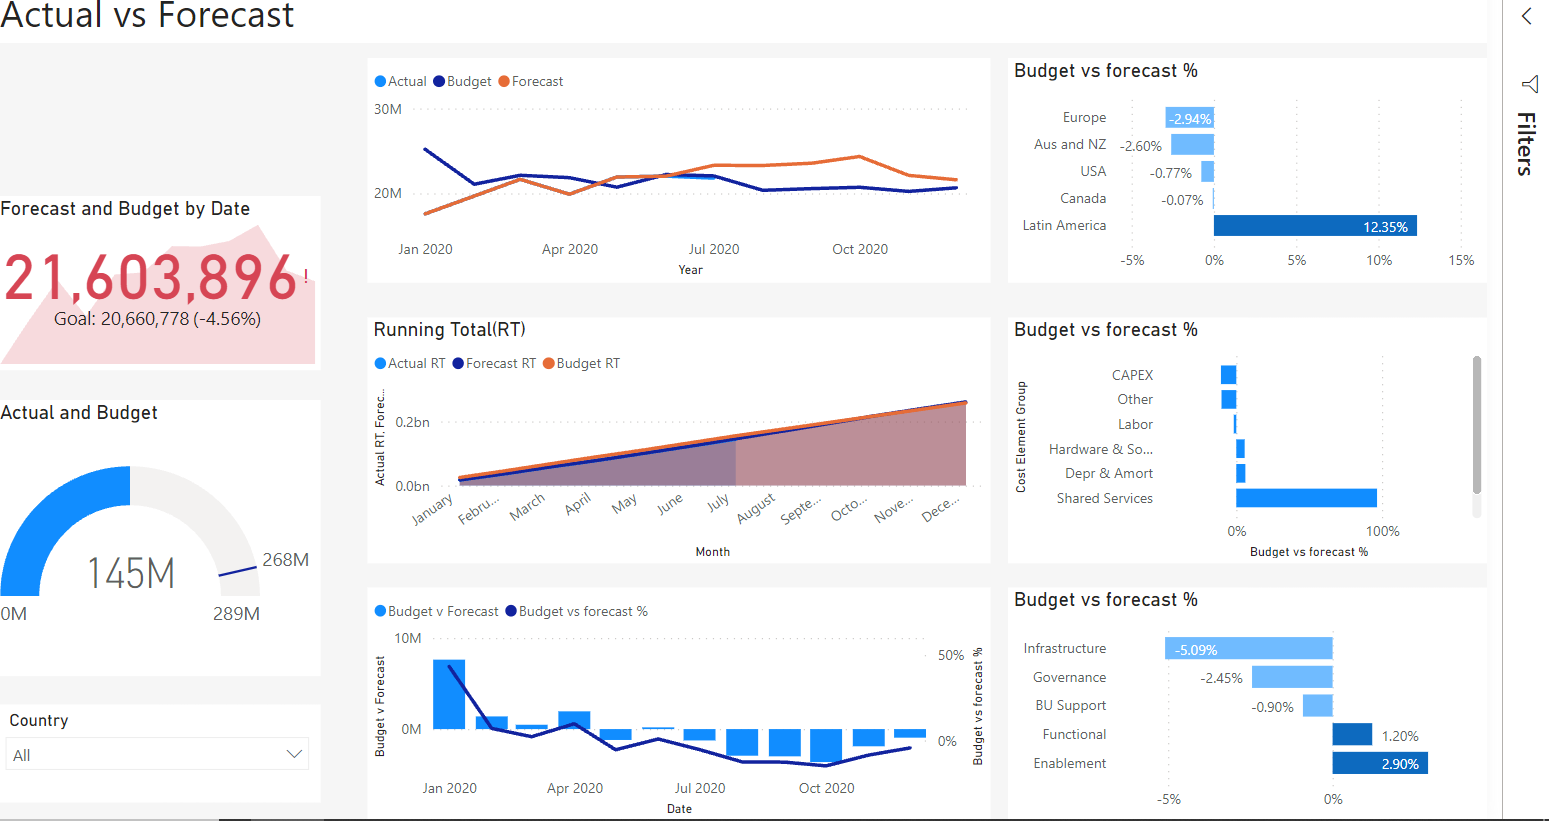 Actual vs Forecast
Forecast and Budget by Date
21,603,896!
Goal: 20,660,778 (-4.56%)
Actual and Budget
145M
268M
0M
289M
Country
All
Actual Budget Forecast
30M
20M
Jan 2020 Apr 2020 Jul 2020 Oct 2020
Year
Running Total(RT)
Actual RT Forecast RT Budget RT
Actual RT, Forec...
0.2bn
0.0bn
January Febru... March April May June July August Septe... Octo... Nove... Dece...
Month
Budget v Forecast Budget vs forecast %
Budget v Forecast
10M
0M
50%
0%
Budget vs forecast %
Jan 2020 Apr 2020 Jul 2020 Oct 2020
Date
Budget vs forecast %
Europe -2.94%
Aus and NZ -2.60%
USA -0.77%
Canada -0.07%
Latin America 12.35%
-5% 0% 5% 10% 15%
Budget vs forecast %
Cost Element Group
CAPEX
Other
Labor
Hardware & So...
Depr & Amort
Shared Services
0% 100%
Budget vs forecast %
Budget vs forecast %
Infrastructure -5.09%
Governance -2.45%
BU Support -0.90%
Functional 1.20%
Enablement 2.90%
-5% 0%
Filters